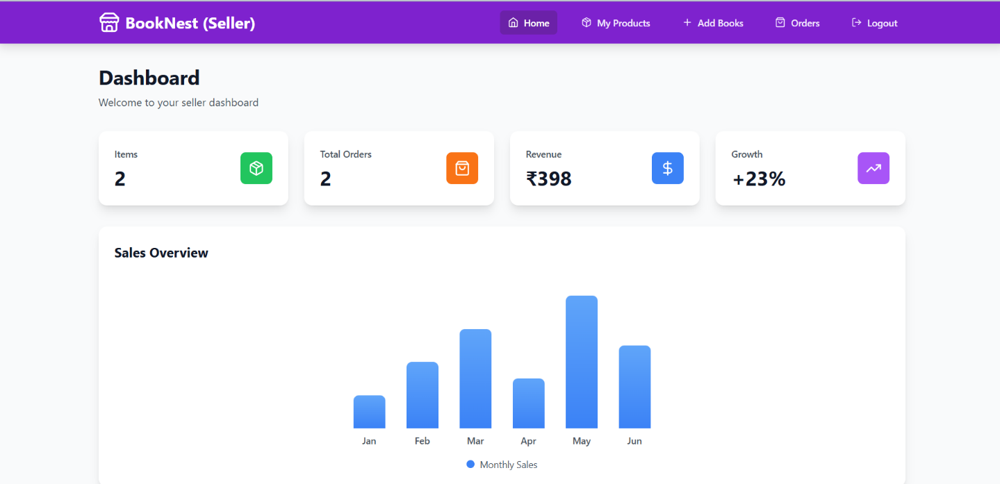 BookNest (Seller)
Home
My Products
Add Books
Orders
Logout
Dashboard
Welcome to your seller dashboard
Items
2
Total Orders
2
Revenue
₹398
Growth
+23%
Sales Overview
Jan
Feb
Mar
Apr
May
Jun
Monthly Sales